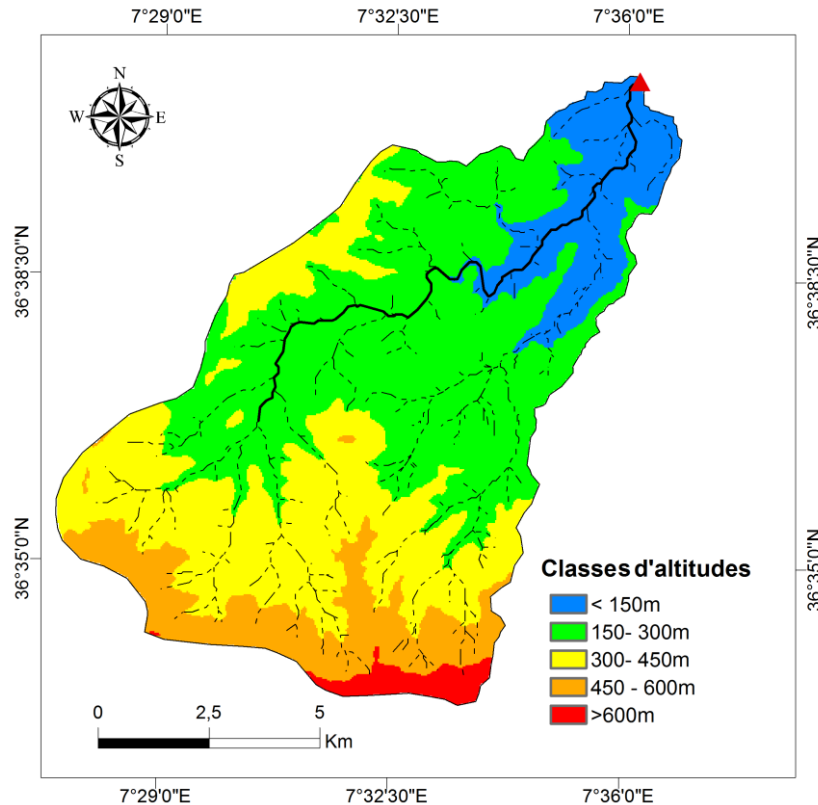 7°29'0"E 7°32'30"E 7°36'0"E
N
W E
S
36°38'30"N 36°38'30"N
36°35'0"N 36°35'0"N
Classes d'altitudes
< 150m
150- 300m
300- 450m
450 - 600m
>600m
0 2,5 5
Km
7°29'0"E 7°32'30"E 7°36'0"E